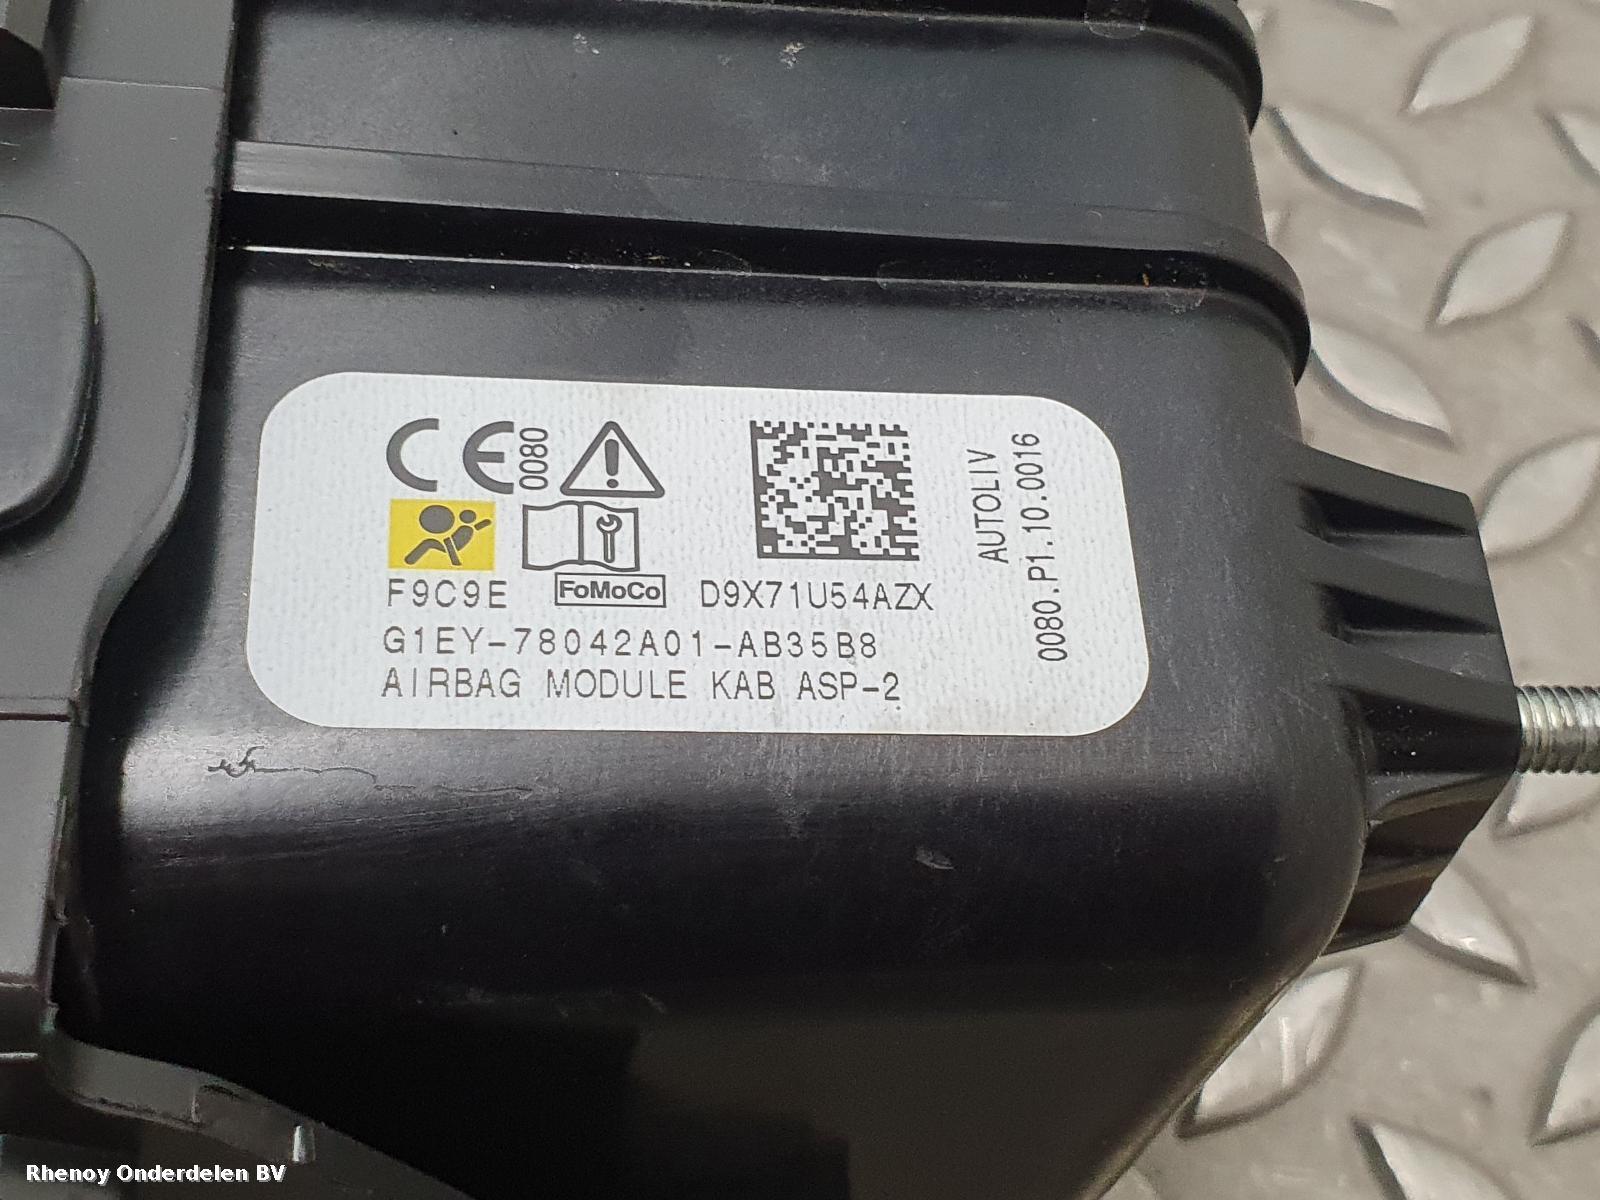 CE 0080
AUTOLIV
0080.P1.10.0016
F9C9E FoMoCo D9X71U54AZX
G1EY-78042A01-AB35B8
AIRBAG MODULE KAB ASP-2
Rhenoy Onderdelen BV